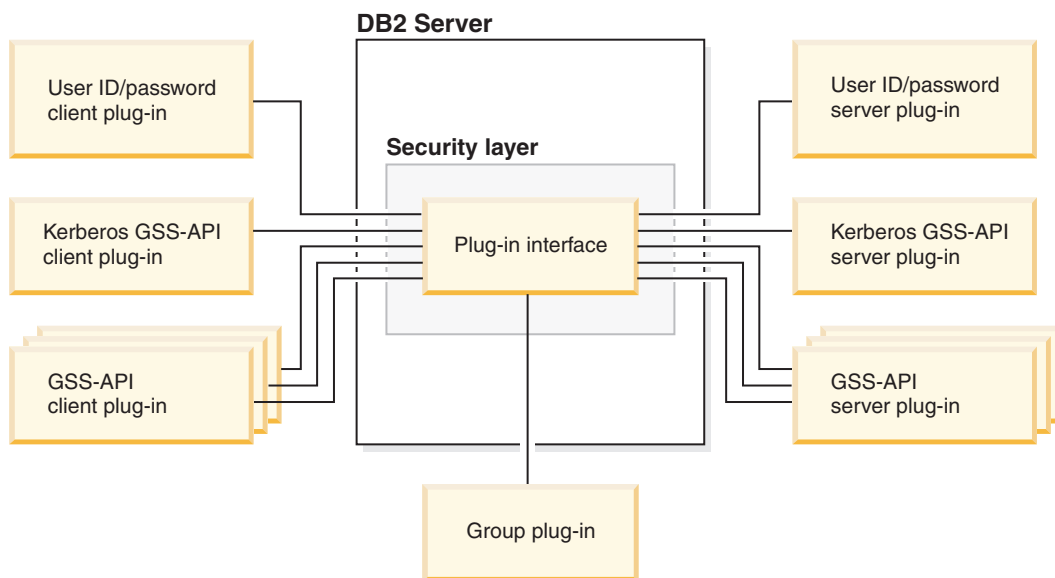 DB2 Server
User ID/password
client plug-in
User ID/password
server plug-in
Security layer
Kerberos GSS-API
client plug-in
Plug-in interface
Kerberos GSS-API
server plug-in
GSS-API
client plug-in
GSS-API
server plug-in
Group plug-in